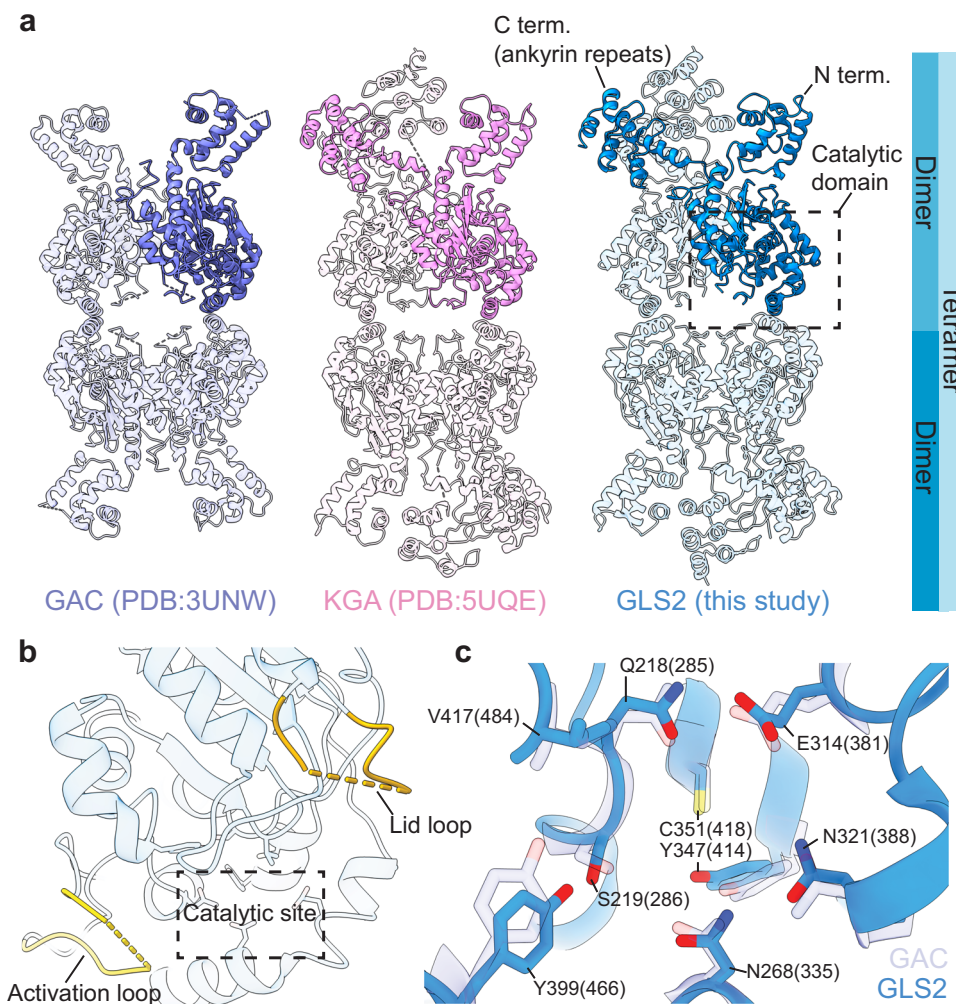 a
C term.
(ankyrin repeats)
N term.
Catalytic
domain
Dimer
Tetramer
Dimer
GAC (PDB:3UNW)
KGA (PDB:5UQE)
GLS2 (this study)
b
Lid loop
Catalytic site
Activation loop
c
Q218(285)
V417(484)
E314(381)
C351(418)
Y347(414)
N321(388)
S219(286)
Y399(466)
N268(335)
GAC
GLS2